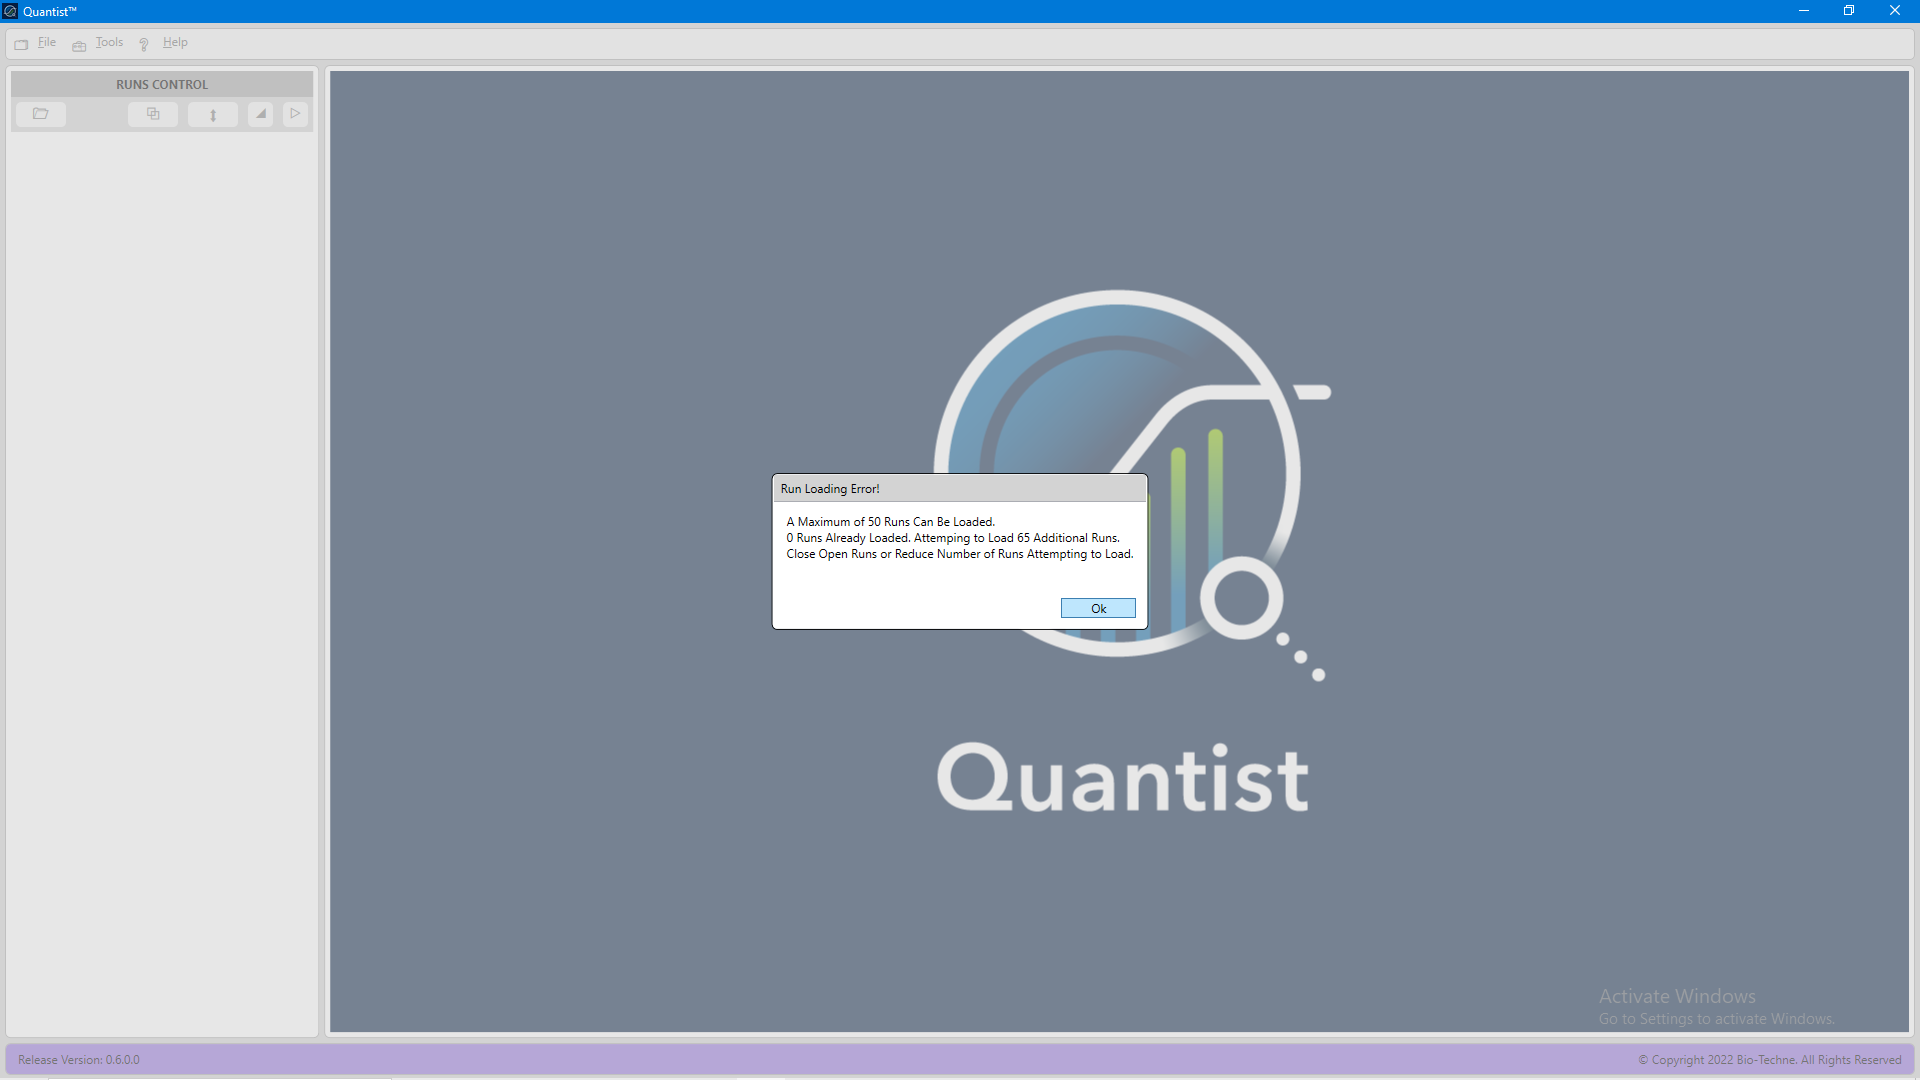 Quantist™
File Tools Help
RUNS CONTROL
Run Loading Error!
A Maximum of 50 Runs Can Be Loaded.
0 Runs Already Loaded. Attemping to Load 65 Additional Runs.
Close Open Runs or Reduce Number of Runs Attempting to Load.
Ok
Quantist
Activate Windows
Go to Settings to activate Windows.
Release Version: 0.6.0.0
© Copyright 2022 Bio-Techne. All Rights Reserved